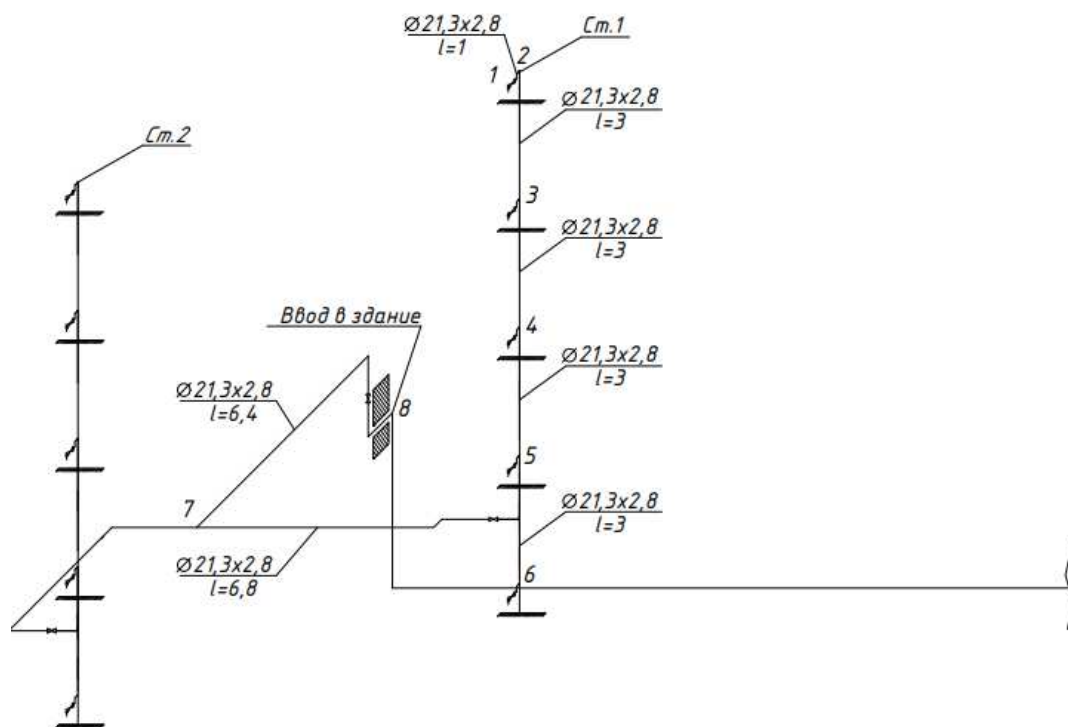 Ø21,3x2,8
l=1
Ст.1
2
1
Ø21,3x2,8
l=3
Ст.2
3
Ø21,3x2,8
l=3
Ввод в здание
4
Ø21,3x2,8
l=3
Ø21,3x2,8
l=6,4
8
5
7
Ø21,3x2,8
l=3
Ø21,3x2,8
l=6,8
6